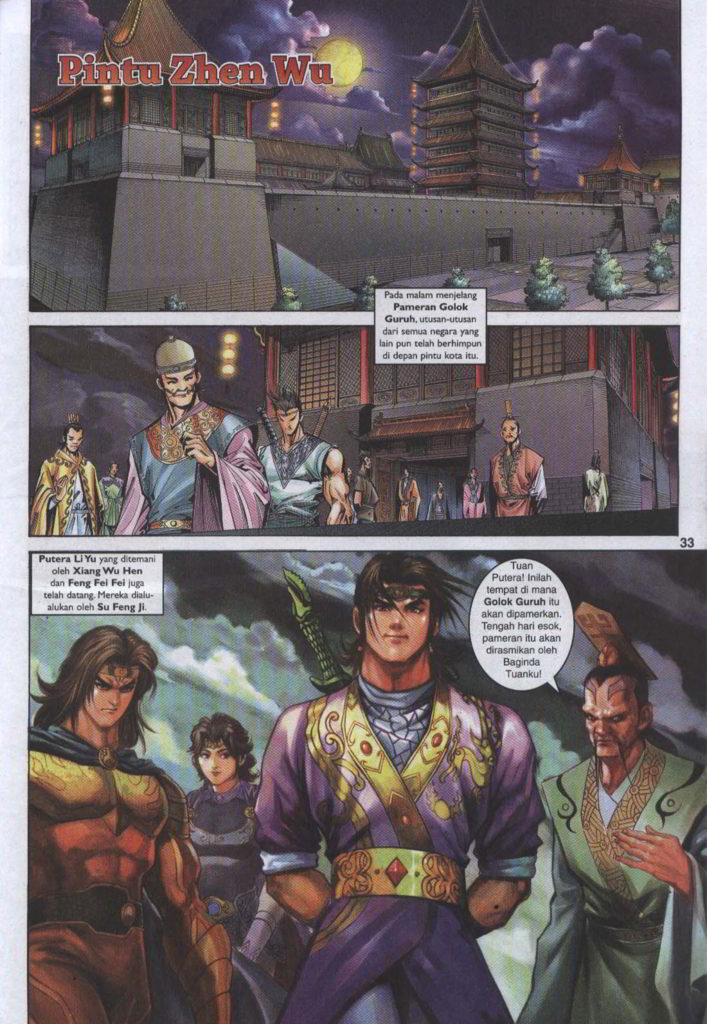 Pintu Zhen Wu
Pada malam menjelang
Pameran Golok
Guruh, utusan-utusan
dari semua negara yang
lain pun telah berhimpun
di depan pintu kota itu.
33
Putera Li Yu yang ditemani
oleh Xiang Wu Hen
dan Feng Fei Fei juga
telah datang. Mereka dialu-
alukan oleh Su Feng Ji.
Tuan
Putera! Inilah
tempat di mana
Golok Guruh itu
akan dipamerkan.
Tengah hari esok,
pameran itu akan
dirasmikan oleh
Baginda
Tuanku!